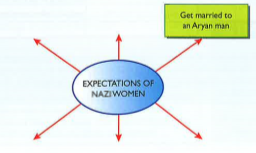 Get married to
an Aryan man
EXPECTATIONS OF
NAZI WOMEN